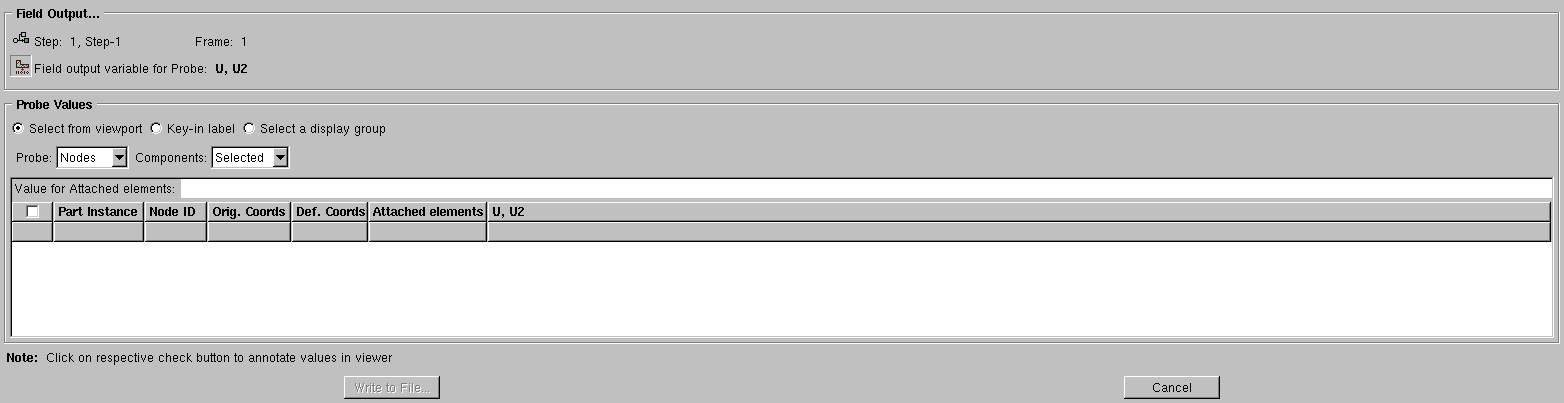 Field Output...
Step: 1, Step-1 Frame: 1
Field output variable for Probe: U, U2
Probe Values
Select from viewport Key-in label Select a display group
Probe: Nodes Components: Selected
Value for Attached elements:
Part Instance Node ID Orig. Coords Def. Coords Attached elements U, U2
Note: Click on respective check button to annotate values in viewer
Write to File... Cancel